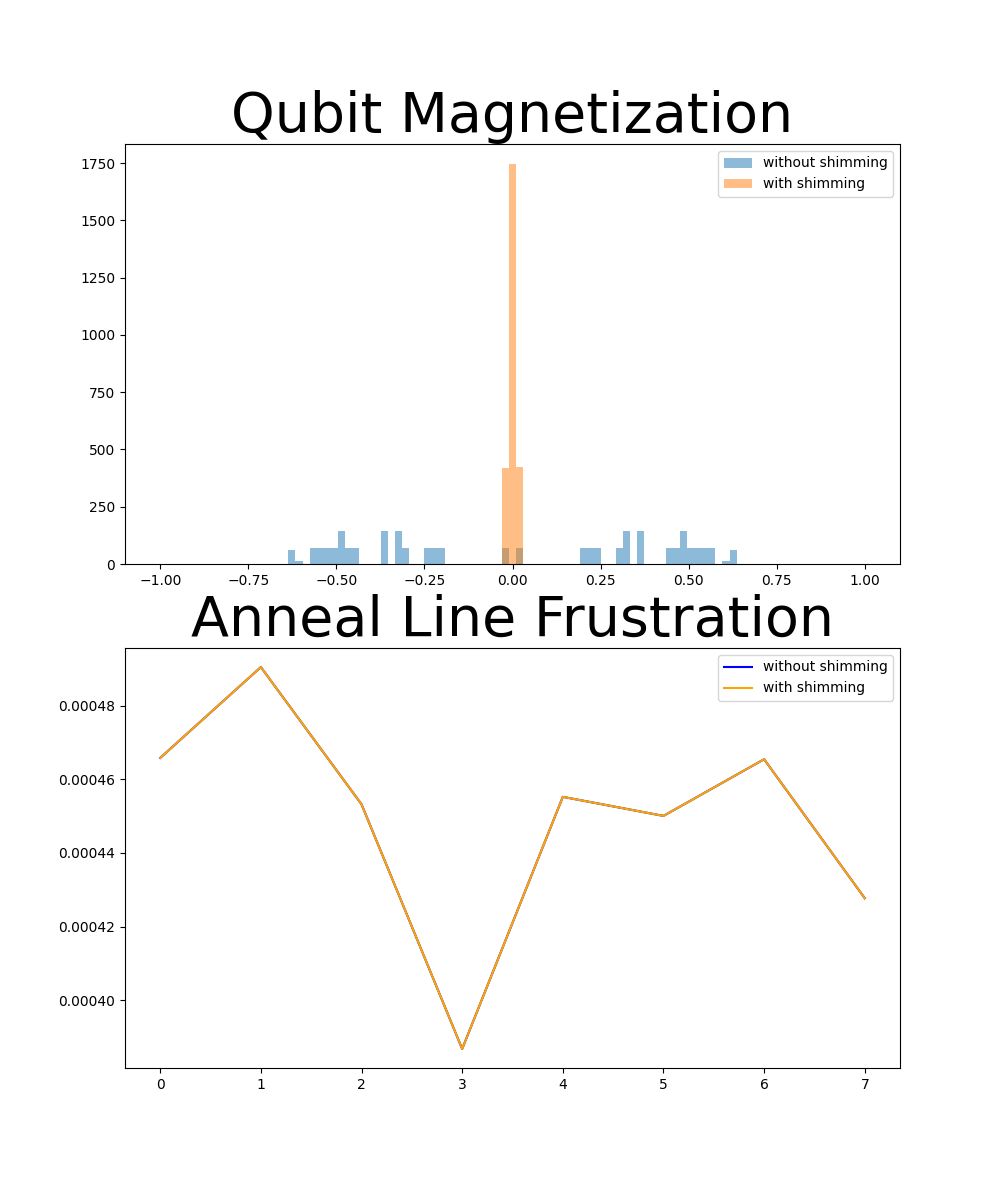 Qubit Magnetization
without shimming
with shimming
1750
1500
1250
1000
750
500
250
0
−1.00 −0.75 −0.50 −0.25 0.00 0.25 0.50 0.75 1.00
Anneal Line Frustration
without shimming
with shimming
0.00048
0.00046
0.00044
0.00042
0.00040
0 1 2 3 4 5 6 7